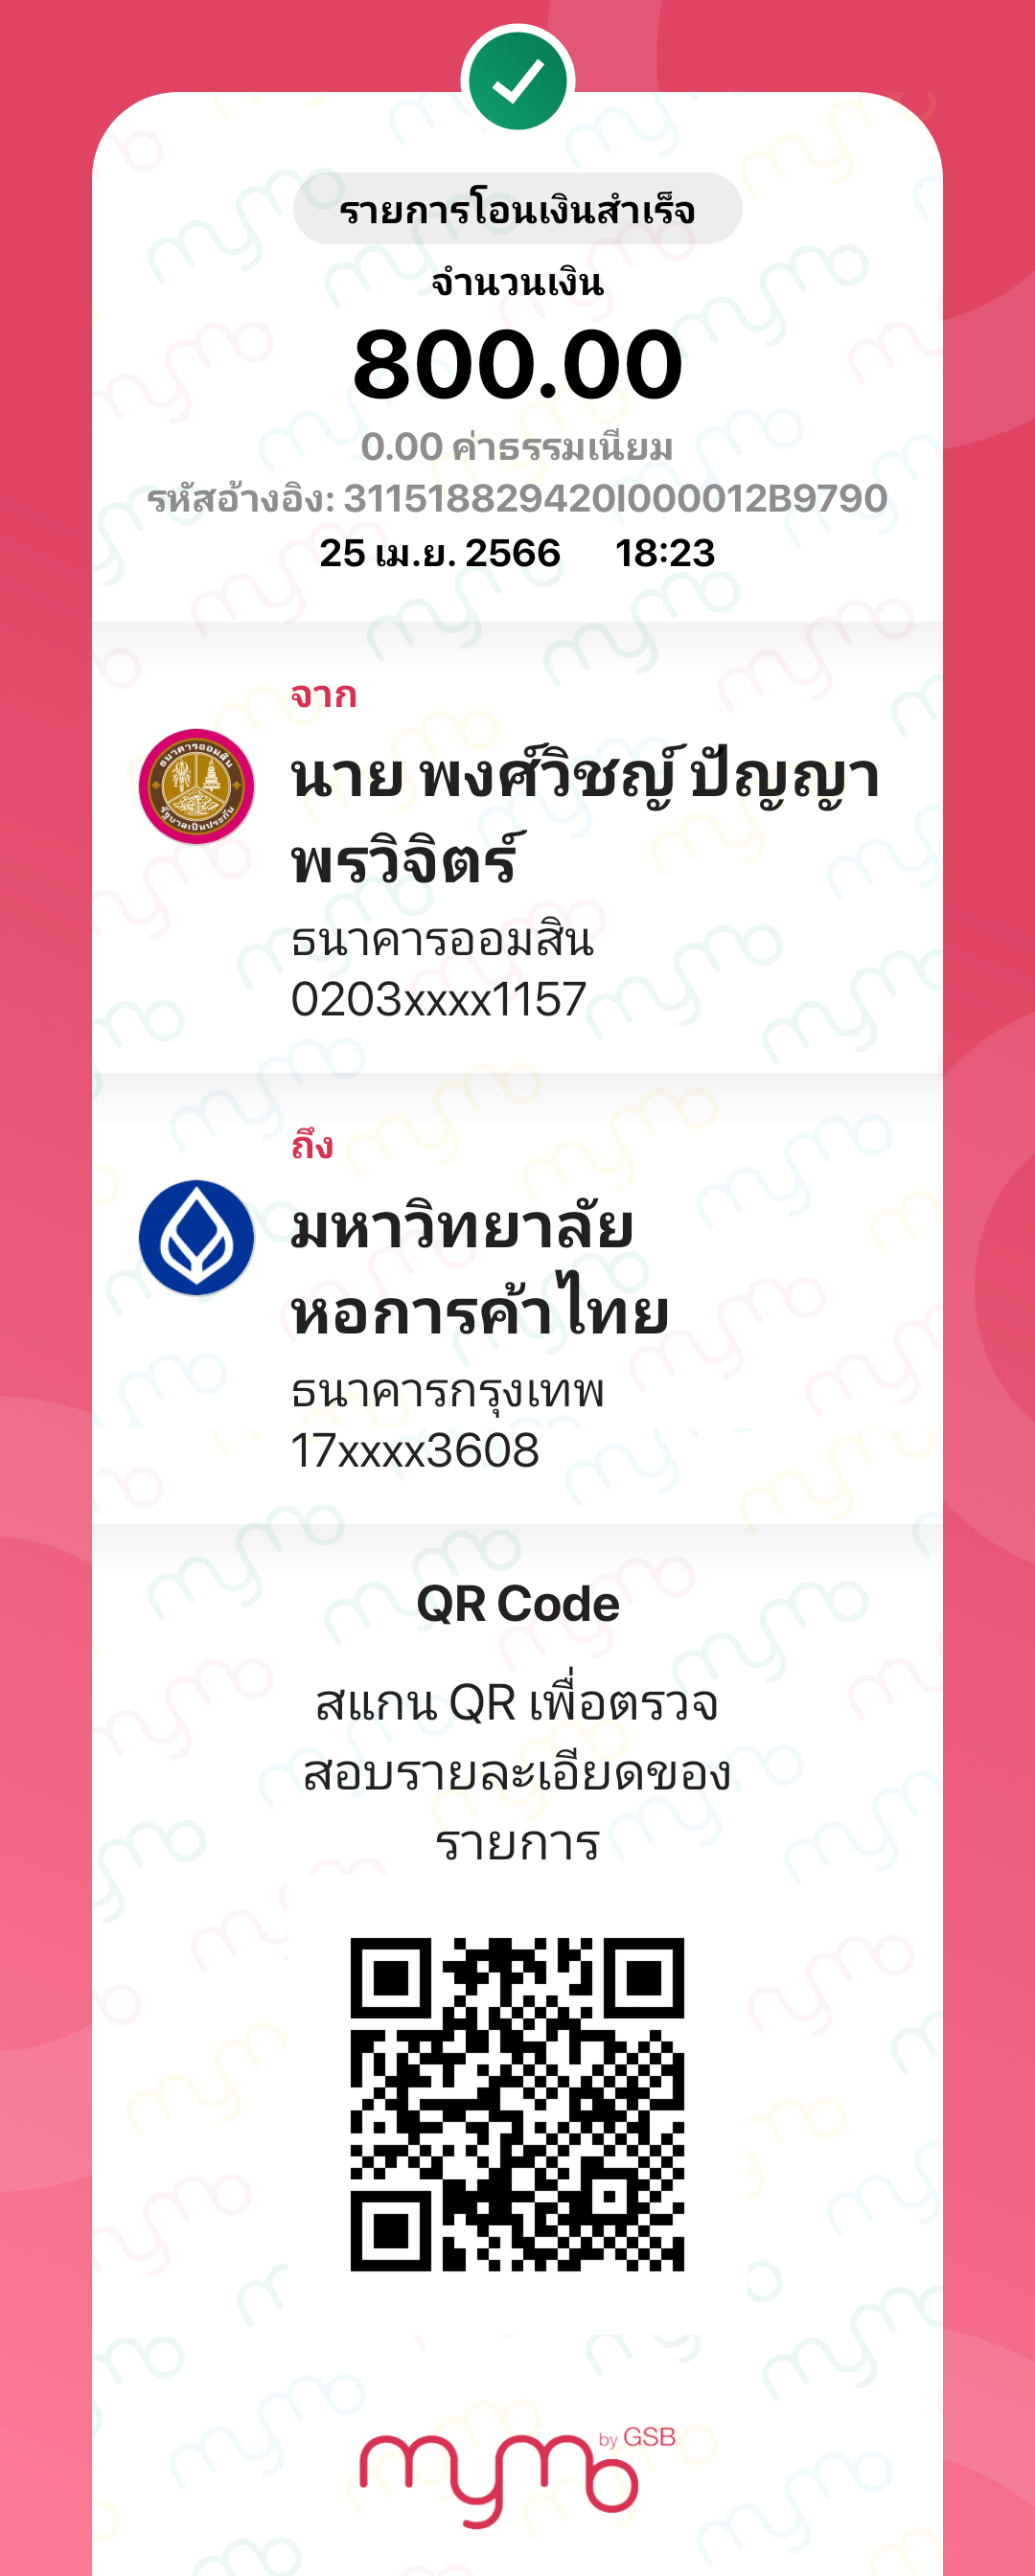 รายการโอนเงินสำเร็จ
จำนวนเงิน
800.00
0.00 ค่าธรรมเนียม
รหัสอ้างอิง: 311518829420I000012B9790
25 เม.ย. 2566 18:23
จาก
นาย พงศ์วิชญ์ ปัญญา
พรวิจิตร์
ธนาคารออมสิน
0203xxxx1157
ถึง
มหาวิทยาลัย
หอการค้าไทย
ธนาคารกรุงเทพ
17xxxx3608
QR Code
สแกน QR เพื่อตรวจ
สอบรายละเอียดของ
รายการ
mymo by GSB